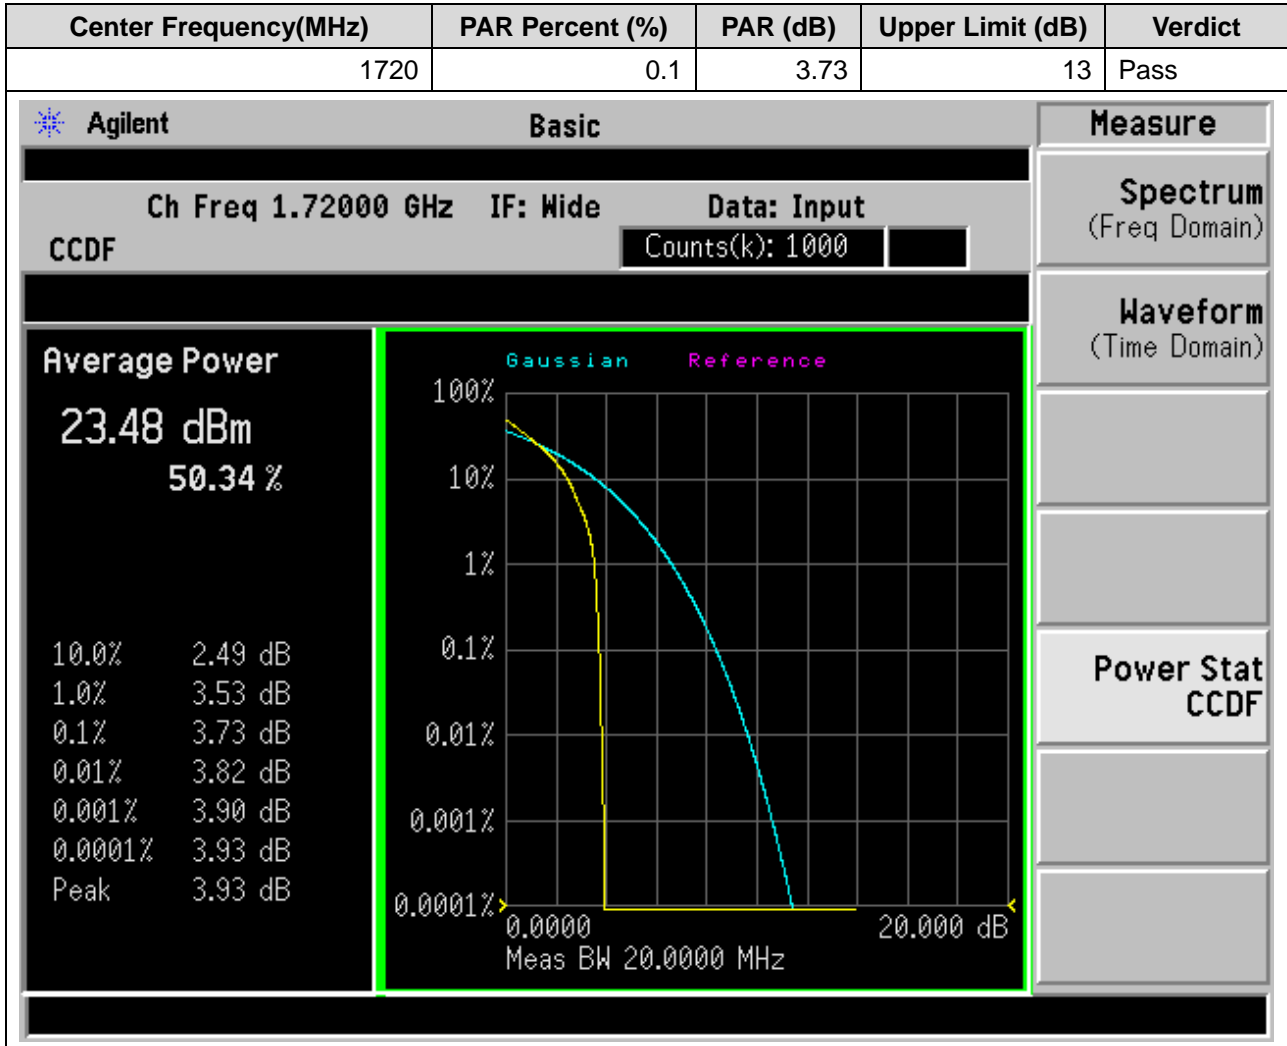 Center Frequency(MHz) PAR Percent (%) PAR (dB) Upper Limit (dB) Verdict
1720 0.1 3.73 13 Pass
Agilent Basic Measure
Ch Freq 1.72000 GHz IF: Wide Data: Input
CCDF Counts(k): 1000
Spectrum
(Freq Domain)
Waveform
(Time Domain)
Power Stat
CCDF
Average Power
23.48 dBm
50.34 %
10.0% 2.49 dB
1.0% 3.53 dB
0.1% 3.73 dB
0.01% 3.82 dB
0.001% 3.90 dB
0.0001% 3.93 dB
Peak 3.93 dB
Gaussian Reference
100%
10%
1%
0.1%
0.01%
0.001%
0.0001%
0.0000 20.000 dB
Meas BW 20.0000 MHz